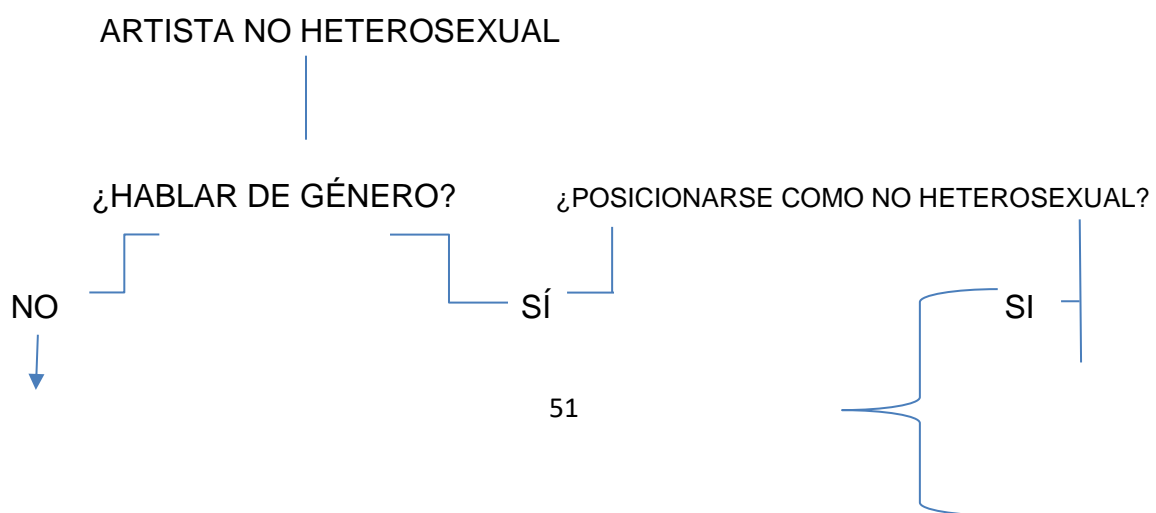 ARTISTA NO HETEROSEXUAL
¿HABLAR DE GÉNERO?
¿POSICIONARSE COMO NO HETEROSEXUAL?
NO
SÍ
SI
51